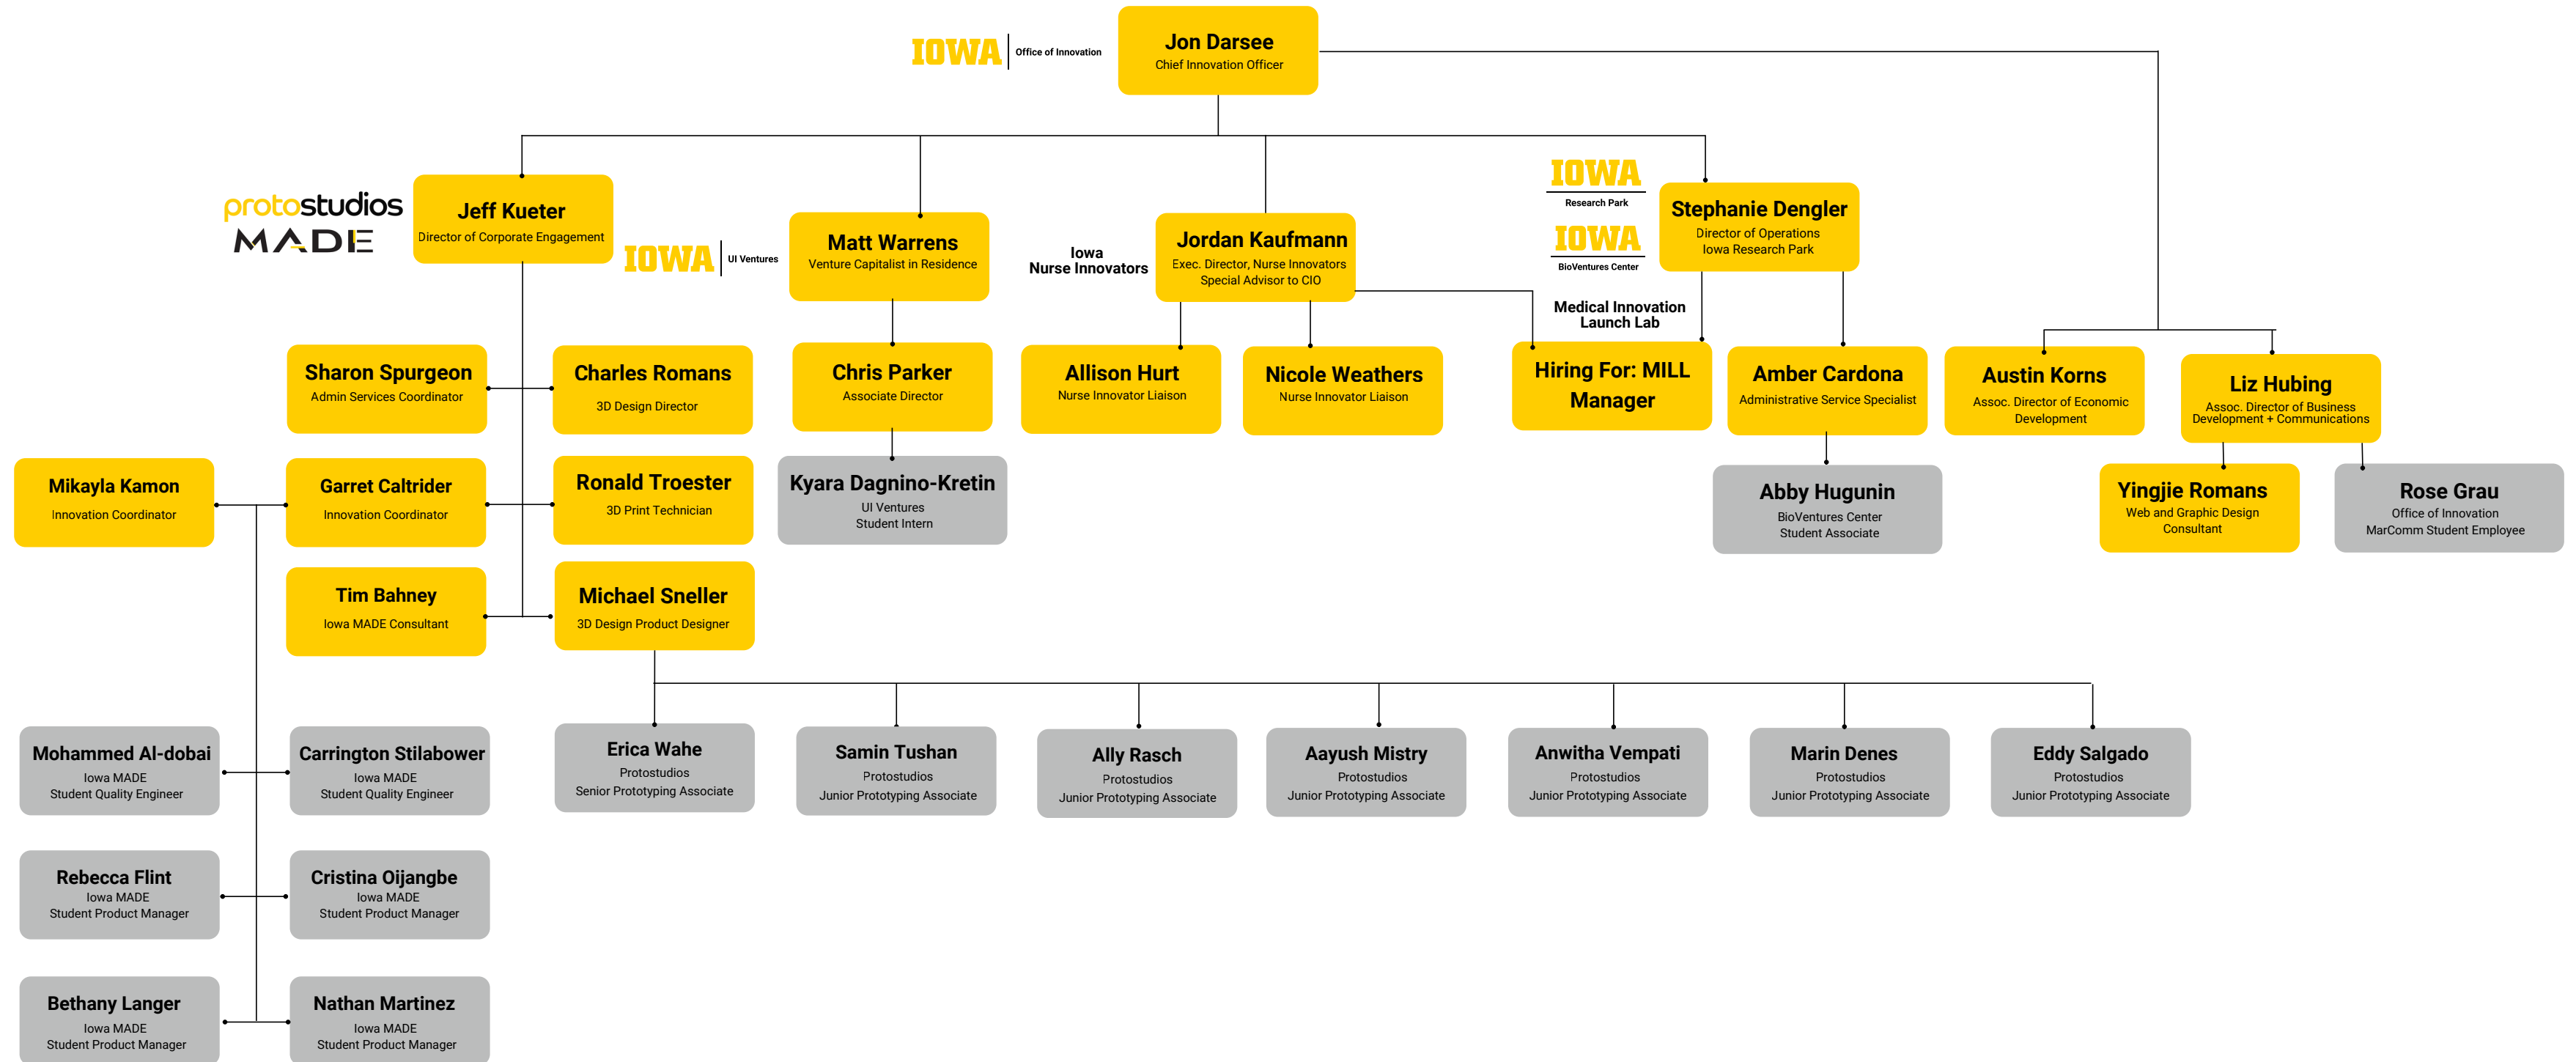 IOWA
Office of Innovation
Jon Darsee
Chief Innovation Officer
protostudios
MADE
Jeff Kueter
Director of Corporate Engagement
IOWA
UI Ventures
Matt Warrens
Venture Capitalist in Residence
Iowa
Nurse Innovators
Jordan Kaufmann
Exec. Director, Nurse Innovators
Special Advisor to CIO
IOWA
Research Park
IOWA
BioVentures Center
Stephanie Dengler
Director of Operations
Iowa Research Park
Medical Innovation
Launch Lab
Sharon Spurgeon
Admin Services Coordinator
Charles Romans
3D Design Director
Chris Parker
Associate Director
Allison Hurt
Nurse Innovator Liaison
Nicole Weathers
Nurse Innovator Liaison
Hiring For: MILL
Manager
Amber Cardona
Administrative Service Specialist
Austin Korns
Assoc. Director of Economic
Development
Liz Hubing
Assoc. Director of Business
Development + Communications
Mikayla Kamon
Innovation Coordinator
Garret Caltrider
Innovation Coordinator
Ronald Troester
3D Print Technician
Kyara Dagnino-Kretin
UI Ventures
Student Intern
Abby Hugunin
BioVentures Center
Student Associate
Yingjie Romans
Web and Graphic Design
Consultant
Rose Grau
Office of Innovation
MarComm Student Employee
Tim Bahney
Iowa MADE Consultant
Michael Sneller
3D Design Product Designer
Mohammed Al-dobai
Iowa MADE
Student Quality Engineer
Carrington Stilabower
Iowa MADE
Student Quality Engineer
Erica Wahe
Protostudios
Senior Prototyping Associate
Samin Tushan
Protostudios
Junior Prototyping Associate
Ally Rasch
Protostudios
Junior Prototyping Associate
Aayush Mistry
Protostudios
Junior Prototyping Associate
Anwitha Vempati
Protostudios
Junior Prototyping Associate
Marin Denes
Protostudios
Junior Prototyping Associate
Eddy Salgado
Protostudios
Junior Prototyping Associate
Rebecca Flint
Iowa MADE
Student Product Manager
Cristina Oijangbe
Iowa MADE
Student Product Manager
Bethany Langer
Iowa MADE
Student Product Manager
Nathan Martinez
Iowa MADE
Student Product Manager